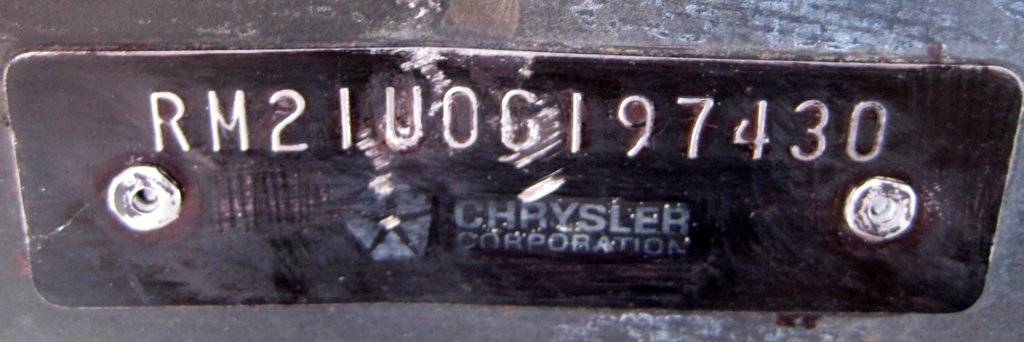 RM21U0G197430
CHRYSLER
CORPORATION